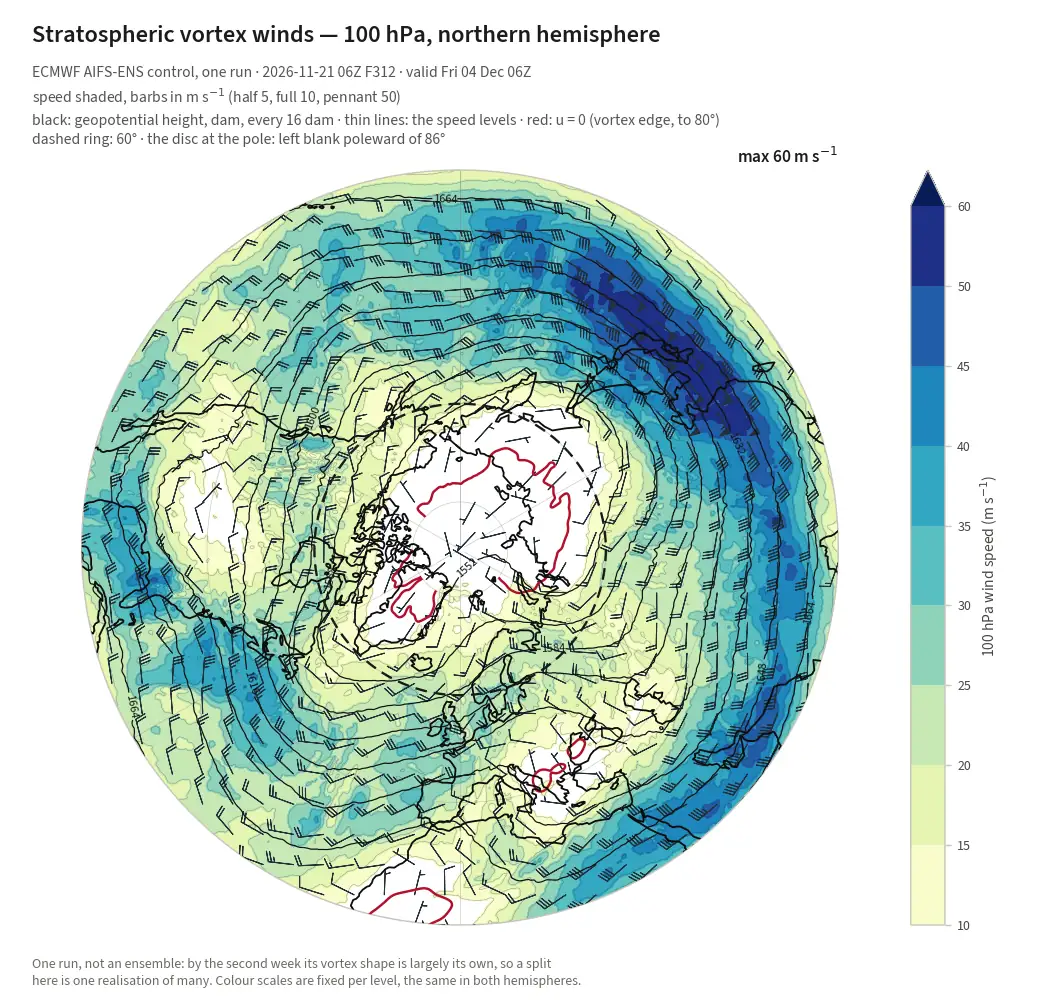 Stratospheric vortex winds — 100 hPa, northern hemisphere
ECMWF AIFS-ENS control, one run · 2026-11-21 06Z F312 · valid Fri 04 Dec 06Z
speed shaded, barbs in m s⁻¹ (half 5, full 10, pennant 50)
black: geopotential height, dam, every 16 dam · thin lines: the speed levels · red: u = 0 (vortex edge, to 80°)
dashed ring: 60° · the disc at the pole: left blank poleward of 86°
max 60 m s⁻¹
1664
60
50
45
40
35
30
25
20
15
10
100 hPa wind speed (m s⁻¹)
1600
1632
1552
1584
1648
1664
One run, not an ensemble: by the second week its vortex shape is largely its own, so a split
here is one realisation of many. Colour scales are fixed per level, the same in both hemispheres.